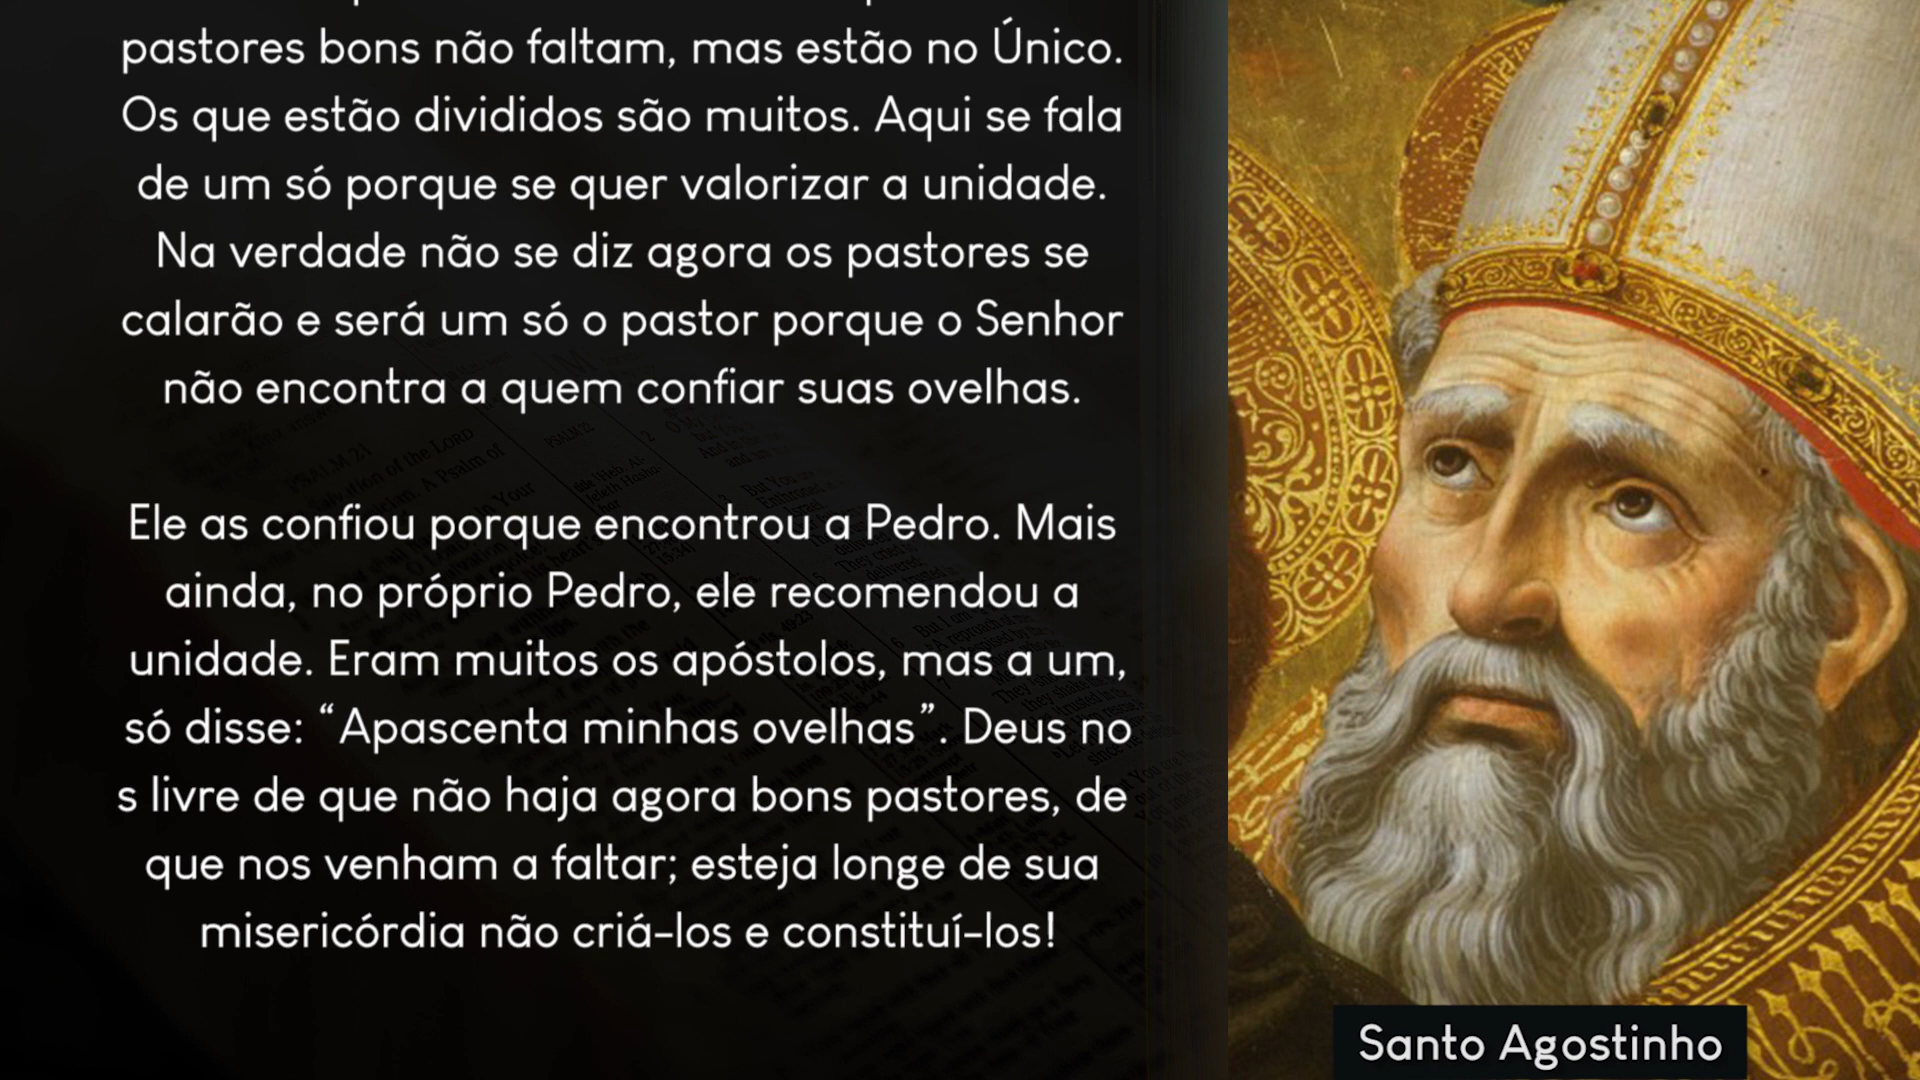 pastores bons não faltam, mas estão no Único.
Os que estão divididos são muitos. Aqui se fala
de um só porque se quer valorizar a unidade.
Na verdade não se diz agora os pastores se
calarão e será um só o pastor porque o Senhor
não encontra a quem confiar suas ovelhas.
Ele as confiou porque encontrou a Pedro. Mais
ainda, no próprio Pedro, ele recomendou a
unidade. Eram muitos os apóstolos, mas a um,
só disse: “Apascenta minhas ovelhas”. Deus no
s livre de que não haja agora bons pastores, de
que nos venham a faltar; esteja longe de sua
misericórdia não criá-los e constituí-los!
Santo Agostinho